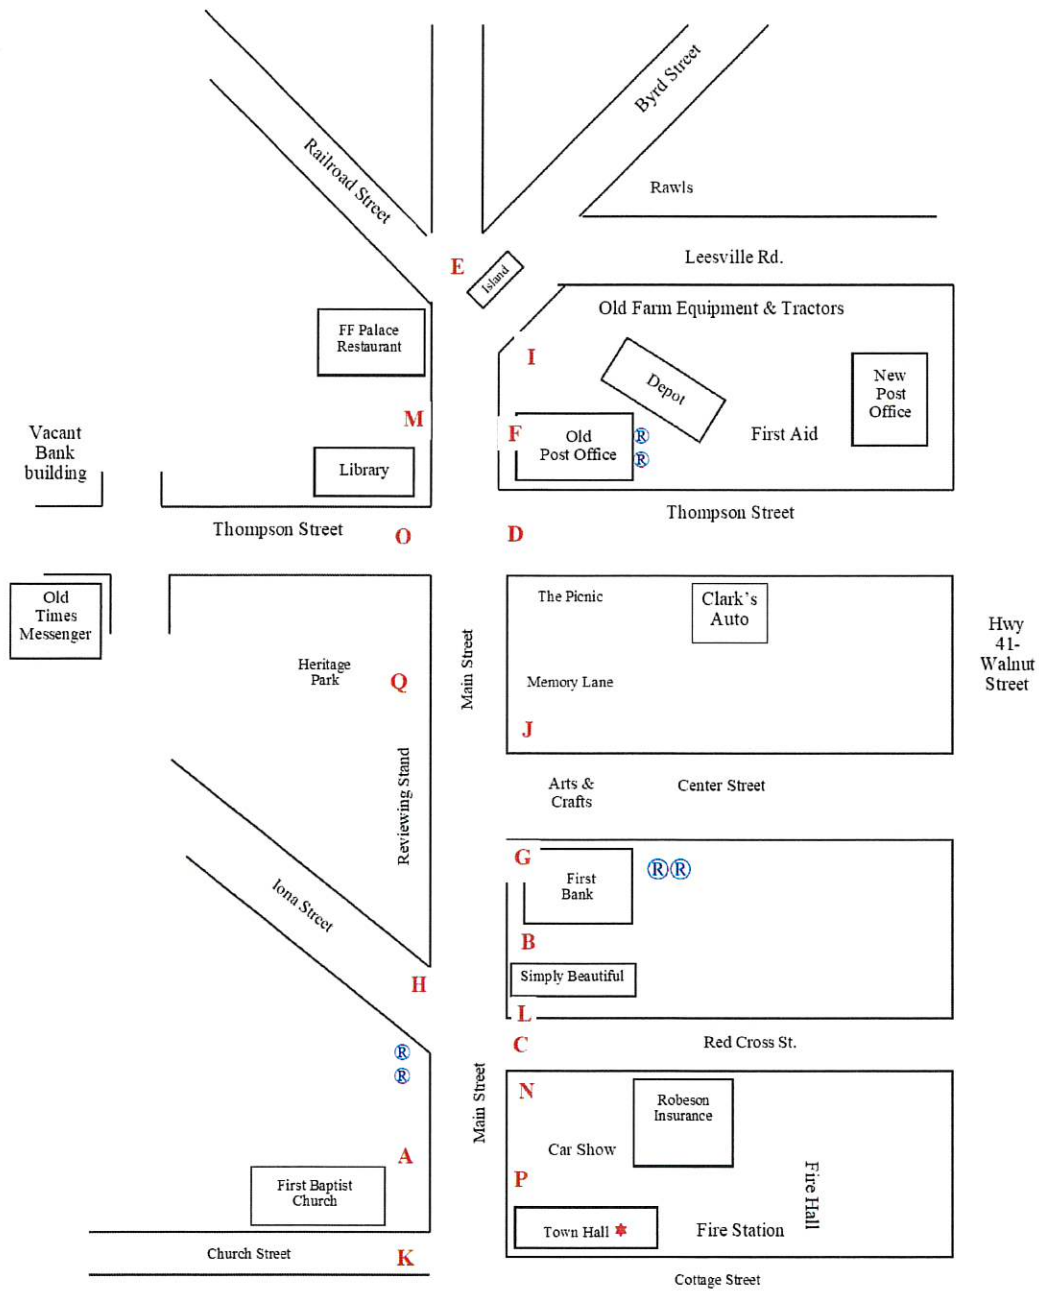 Byrd Street
Railroad Street
Rawls
Leesville Rd.
E
Island
Old Farm Equipment & Tractors
FF Palace
Restaurant
I
Depot
New
Post
Office
M
F
Old
Post Office
®
®
First Aid
Vacant
Bank
building
Library
Thompson Street
Thompson Street
O
D
Old
Times
Messenger
The Picnic
Clark's
Auto
Hwy
41-
Walnut
Street
Heritage
Park
Q
Main Street
Memory Lane
J
Reviewing Stand
Arts &
Crafts
Center Street
G
First
Bank
®®
Iona Street
B
Simply Beautiful
H
L
C
Red Cross St.
®
®
Main Street
N
Robeson
Insurance
Car Show
A
P
First Baptist
Church
Fire Hall
Town Hall
Fire Station
Church Street
K
Cottage Street